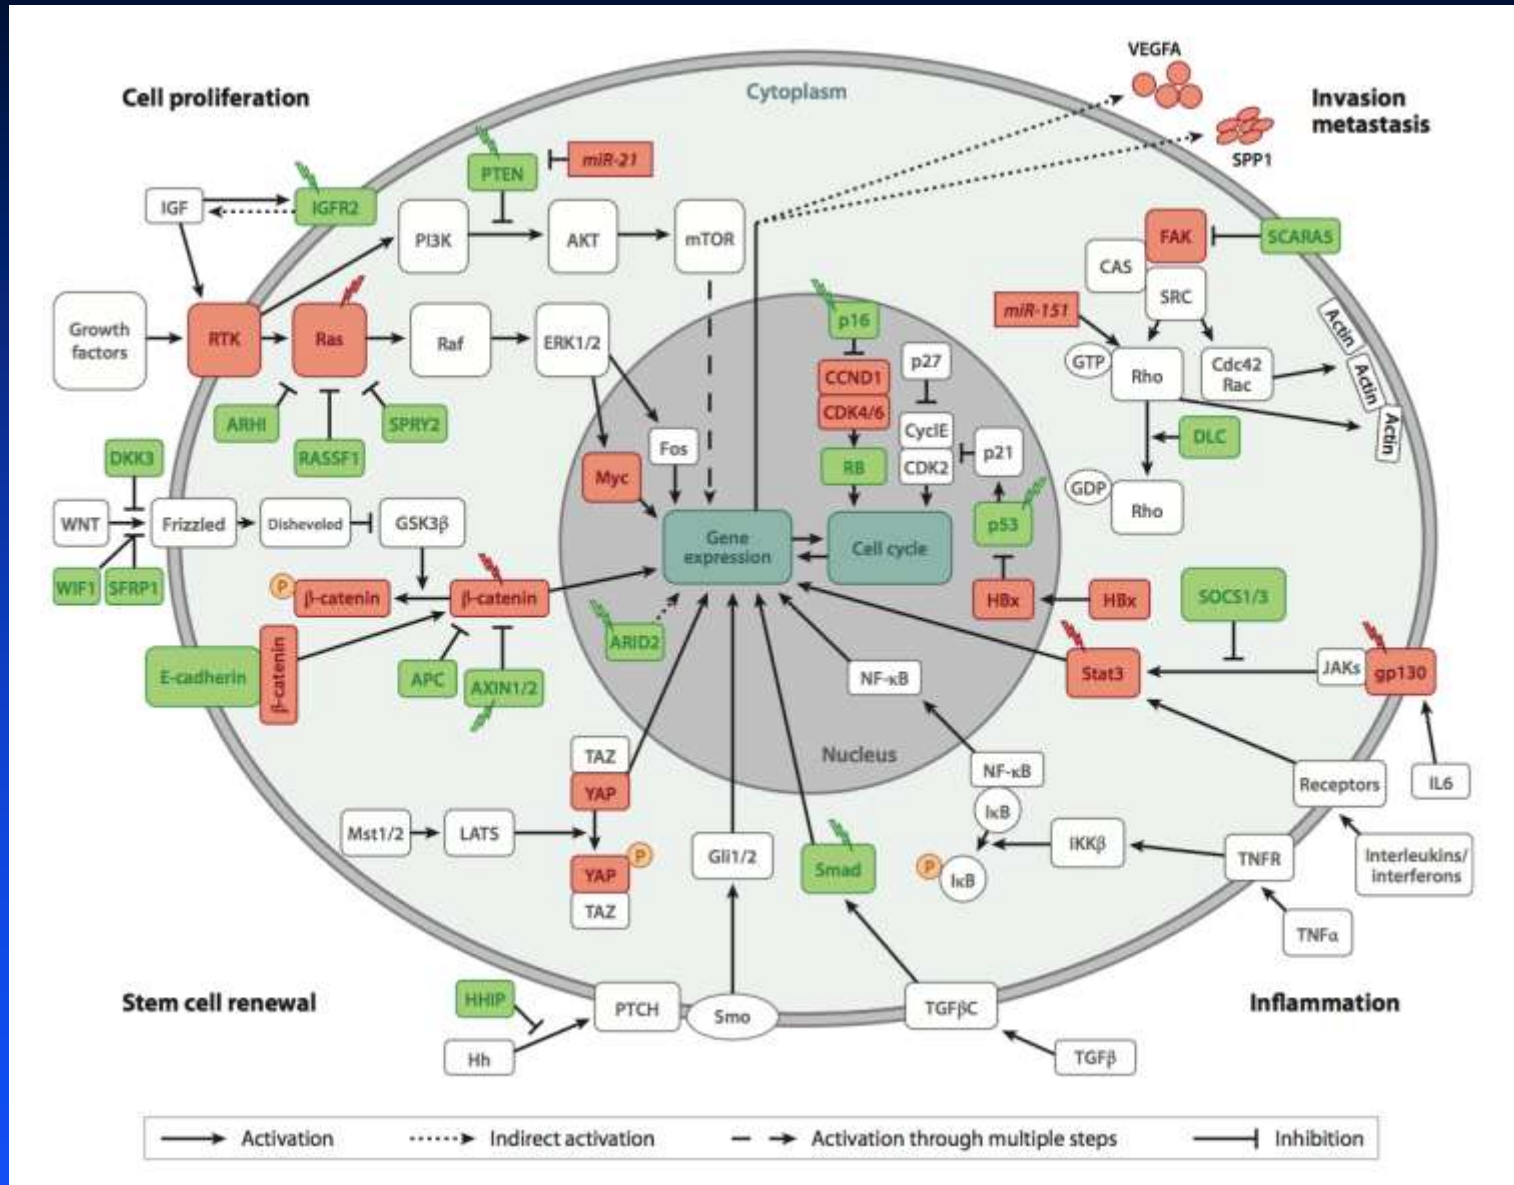 VEGFA
Cell proliferation
Cytoplasm
Invasion
metastasis
SPP1
PTEN
miR-21
IGF
IGFR2
PI3K
AKT
mTOR
FAK
SCARA5
CAS
SRC
miR-151
Growth
factors
RTK
Ras
Raf
ERK1/2
p16
p27
CCND1
CDK4/6
GTP
Rho
Cdc42
Rac
Actin
Actin
Actin
ARHI
RASSF1
SPRY2
Fos
Myc
CyclE
CDK2
p21
RB
DLC
GDP
Rho
DKK3
WNT
Frizzled
Disheveled
GSK3β
WIF1
SFRP1
Gene
expression
Cell cycle
p53
P
β-catenin
β-catenin
HBx
HBx
SOCS1/3
ARID2
E-cadherin
β-catenin
APC
AXIN1/2
NF-κB
Stat3
JAKs
gp130
Nucleus
TAZ
YAP
NF-κB
IκB
Receptors
IL6
Mst1/2
LATS
YAP
P
TAZ
Gli1/2
Smad
P
IκB
IKKβ
TNFR
Interleukins/
interferons
TNFα
Stem cell renewal
HHIP
Hh
PTCH
Smo
TGFβC
TGFβ
Inflammation
Activation
Indirect activation
Activation through multiple steps
Inhibition